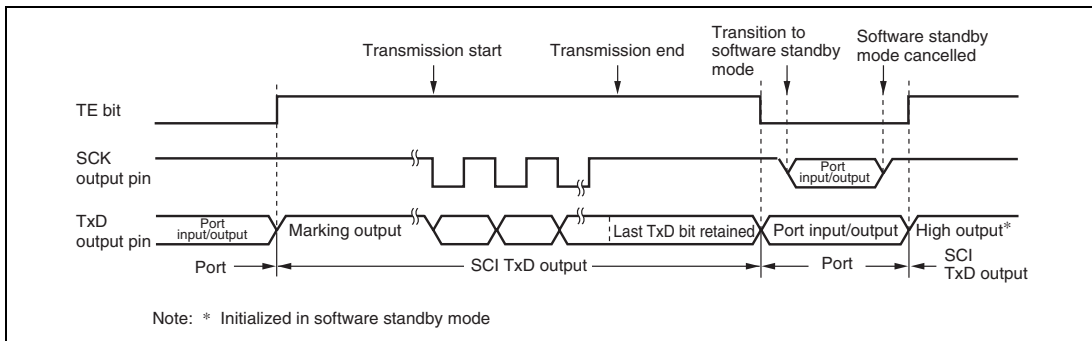 Transmission start
Transmission end
Transition to
software standby
mode
Software standby
mode cancelled
TE bit
SCK
output pin
Port
input/output
TxD
output pin
Port
input/output
Marking output
Last TxD bit retained
Port input/output
High output*
Port
SCI TxD output
Port
SCI
TxD output
Note: * Initialized in software standby mode